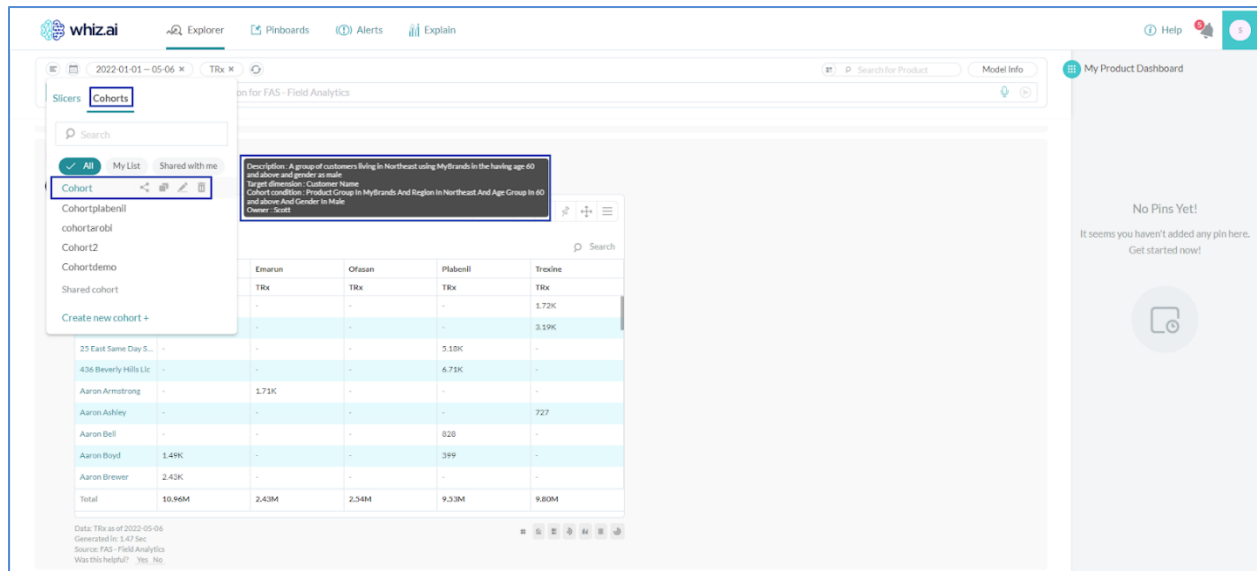 whiz.ai
Explorer
Pinboards
Alerts
Explain
Help
5
S
2022-01-01 – 05-06 ×
TRx ×
Search for Product
Model Info
My Product Dashboard
Slicers
Cohorts
on for FAS - Field Analytics
Search
All
My List
Shared with me
Cohort
Cohortplabenil
cohortarobi
Cohort2
Cohortdemo
Shared cohort
Create new cohort +
Description : A group of customers living in Northeast using MyBrands in the having age 60
and above and gender as male
Target dimension : Customer Name
Cohort condition : Product Group In MyBrands And Region In Northeast And Age Group In 60
and above And Gender In Male
Owner : Scott
Search
Emarun Ofasan Plabenil Trexine
TRx TRx TRx TRx
- - - 1.72K
- - - 3.19K
25 East Same Day S... - - - 5.18K -
436 Beverly Hills Llc - - - 6.71K -
Aaron Armstrong - 1.71K - - -
Aaron Ashley - - - - 727
Aaron Bell - - - 828 -
Aaron Boyd 1.49K - - 399 -
Aaron Brewer 2.43K - - - -
Total 10.96M 2.43M 2.54M 9.53M 9.80M
Data: TRx as of 2022-05-06
Generated in: 1.47 Sec
Source: FAS - Field Analytics
Was this helpful? Yes No
No Pins Yet!
It seems you haven't added any pin here.
Get started now!